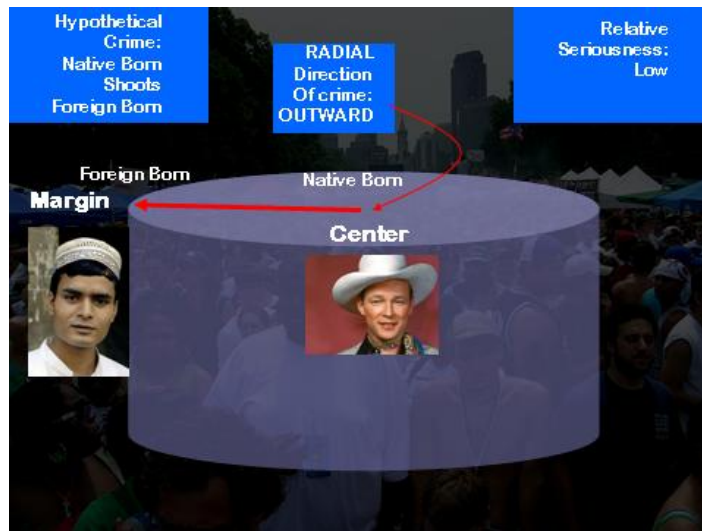 Hypothetical
Crime:
Native Born
Shoots
Foreign Born
RADIAL
Direction
Of crime:
OUTWARD
Relative
Seriousness:
Low
Foreign Born
Native Born
Margin
Center